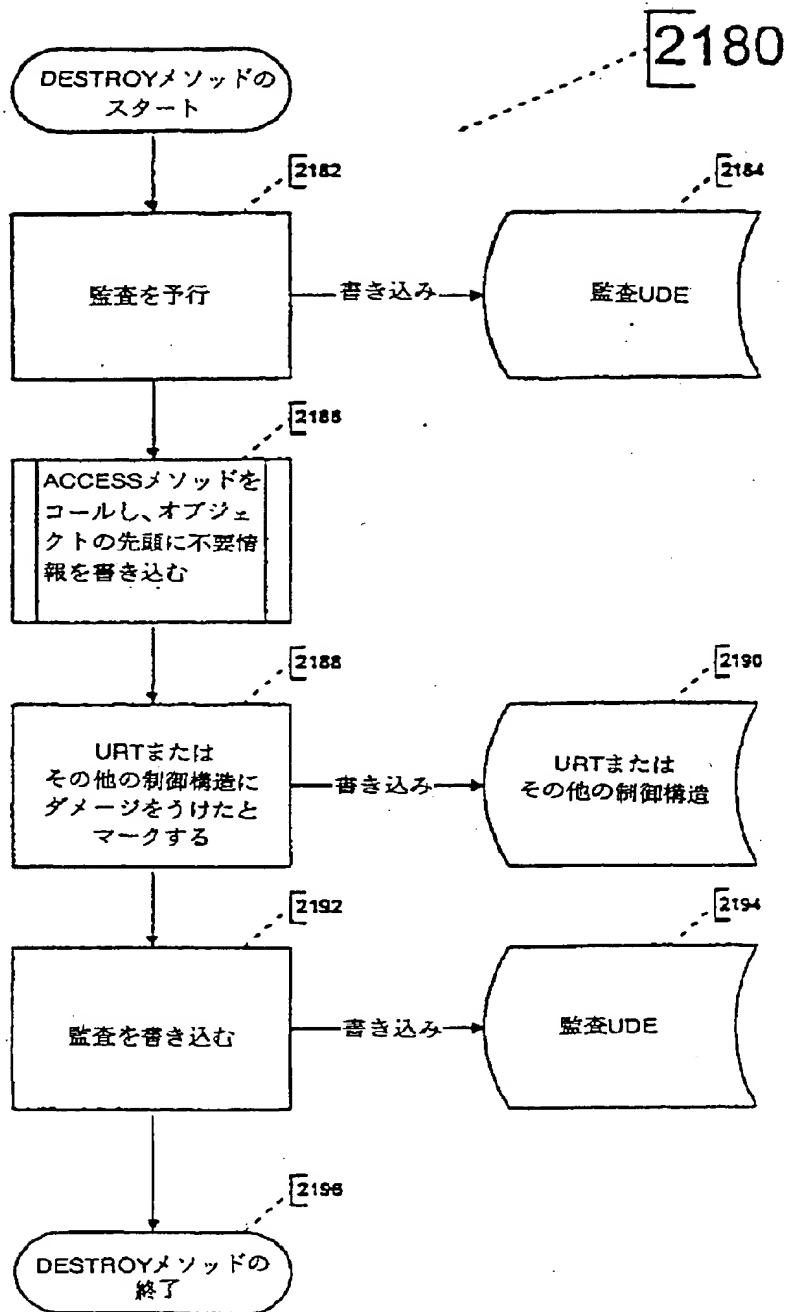 2180
DESTROYメソッドの
スタート
2182
2184
監査を予行
書き込み
監査UDE
2186
ACCESSメソッドを
コールし、オブジェ
クトの先頭に不要情
報を書き込む
2188
2190
URTまたは
その他の制御構造に
ダメージをうけたと
マークする
書き込み
URTまたは
その他の制御構造
2192
2194
監査を書き込む
書き込み
監査UDE
2196
DESTROYメソッドの
終了